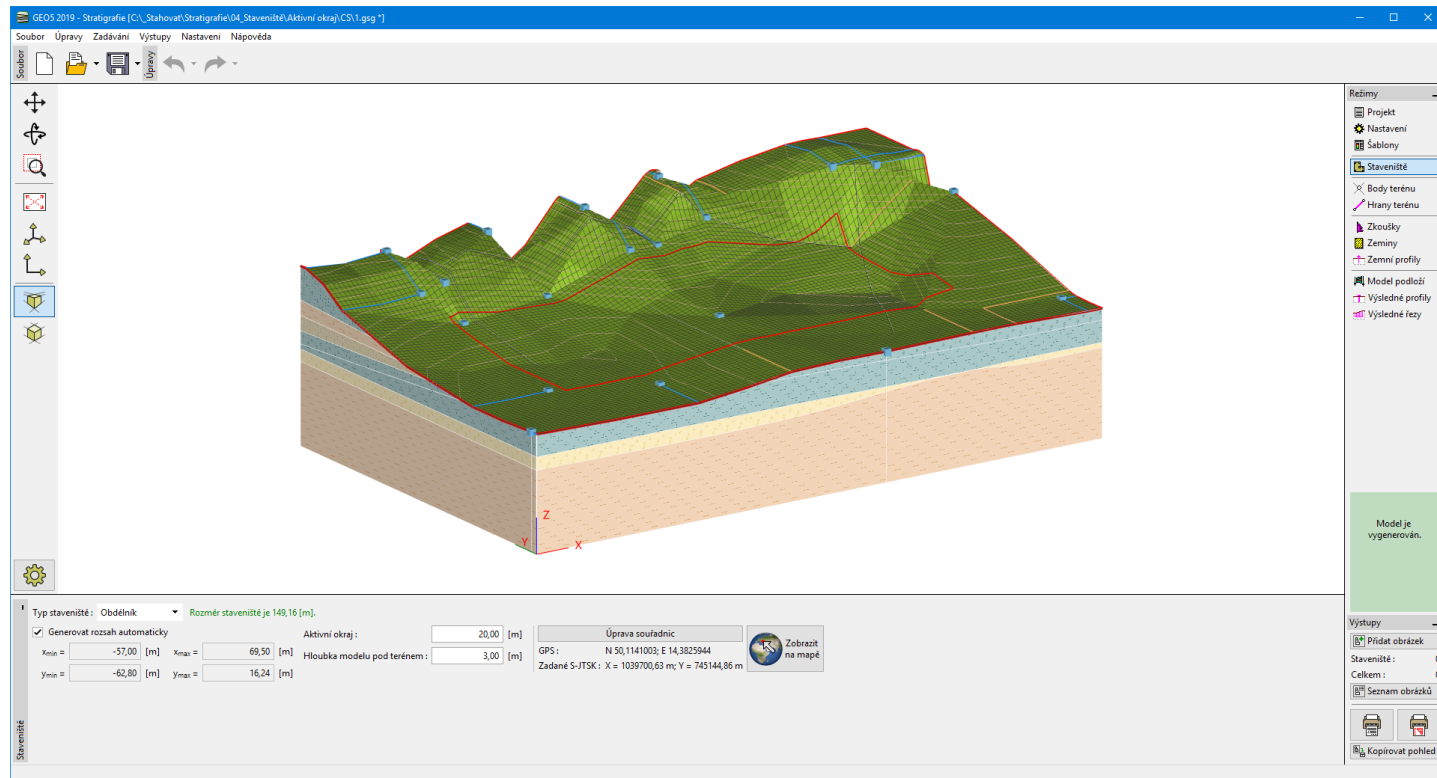 GEO5 2019 - Stratigrafie [C:\_Stahovat\Stratigrafie\04_Staveniště\Aktivní okraj\CS\1.gsg *]
Soubor Úpravy Zadávání Výstupy Nastavení Nápověda
Soubor
Úpravy
Režimy
Projekt
Nastavení
Šablony
Staveniště
Body terénu
Hrany terénu
Zkoušky
Zeminy
Zemní profily
Model podloží
Výsledné profily
Výsledné řezy
Z
Y
X
Model je
vygenerován.
Typ staveniště : Obdélník Rozměr staveniště je 149,16 [m].
Generovat rozsah automaticky
xmin = -57,00 [m] xmax = 69,50 [m]
ymin = -62,80 [m] ymax = 16,24 [m]
Aktivní okraj : 20,00 [m]
Hloubka modelu pod terénem : 3,00 [m]
Úprava souřadnic
GPS : N 50,1141003; E 14,3825944
Zadané S-JTSK : X = 1039700,63 m; Y = 745144,86 m
Zobrazit
na mapě
Staveniště
Výstupy
Přidat obrázek
Staveniště :
Celkem :
Seznam obrázků
Kopírovat pohled